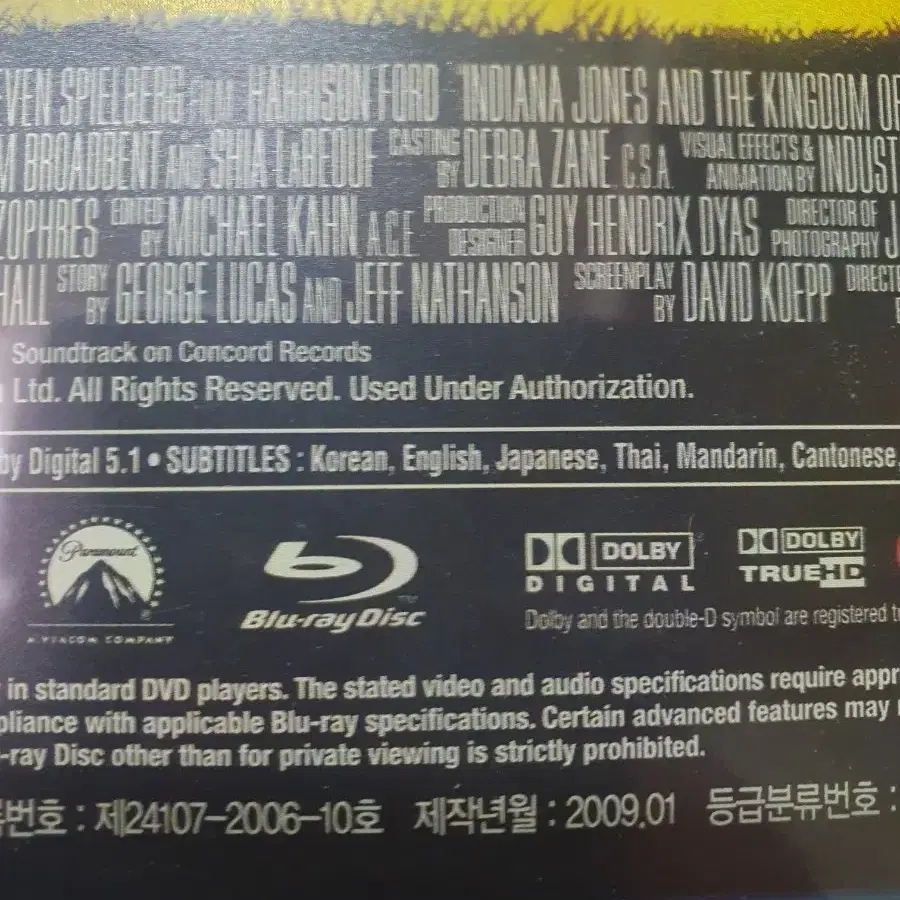 EVEN SPIELBERG FILM HARRISON FORD "INDIANA JONES AND THE KINGDOM OF
M BROADBENT AND SHIA LABEOUF CASTING BY DEBRA ZANE C.S.A. VISUAL EFFECTS & ANIMATION BY INDUST
ZOPHRES EDITED BY MICHAEL KAHN A.C.E. PRODUCTION DESIGNER GUY HENDRIX DYAS DIRECTOR OF PHOTOGRAPHY J
HALL STORY BY GEORGE LUCAS AND JEFF NATHANSON SCREENPLAY BY DAVID KOEPP DIRECTE
Soundtrack on Concord Records
Ltd. All Rights Reserved. Used Under Authorization.
by Digital 5.1 • SUBTITLES : Korean, English, Japanese, Thai, Mandarin, Cantonese,
Paramount
A VIACOM COMPANY
Blu-ray Disc
TM
DOLBY
DIGITAL
DOLBY
TRUEHD
Dolby and the double-D symbol are registered t
in standard DVD players. The stated video and audio specifications require appr
pliance with applicable Blu-ray specifications. Certain advanced features may
-ray Disc other than for private viewing is strictly prohibited.
번호 : 제24107-2006-10호 제작년월 : 2009.01 등급분류번호 :